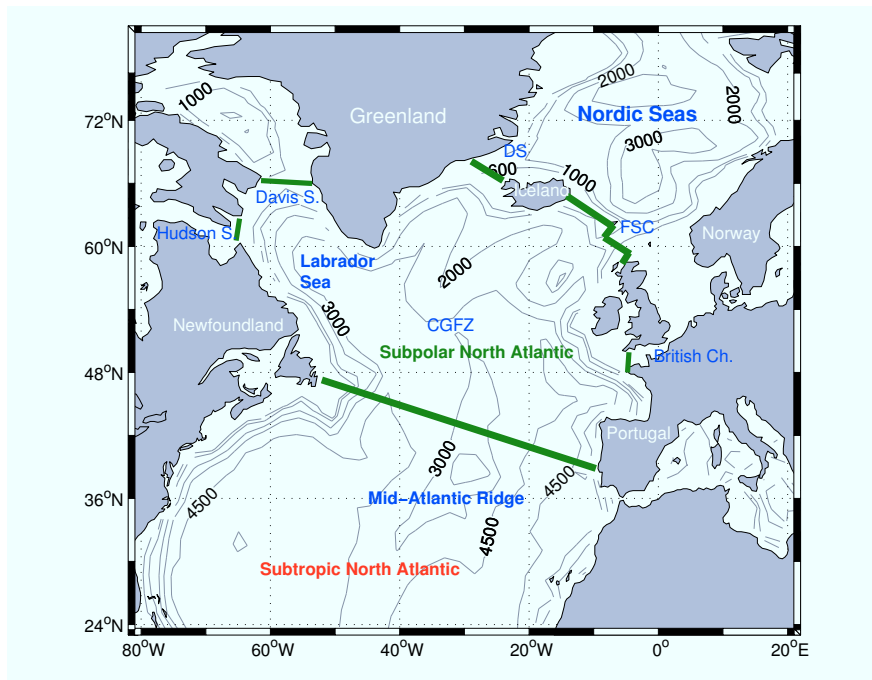 2000
1000
2000
Greenland
Nordic Seas
72°N
3000
DS
600
1000
Iceland
Davis S.
Hudson S.
FSC
Norway
60°N
Labrador
Sea
2000
3000
Newfoundland
CGFZ
Subpolar North Atlantic
British Ch.
48°N
Portugal
3000
4500
4500
36°N
Mid−Atlantic Ridge
4500
Subtropic North Atlantic
24°N
80°W
60°W
40°W
20°W
0°
20°E